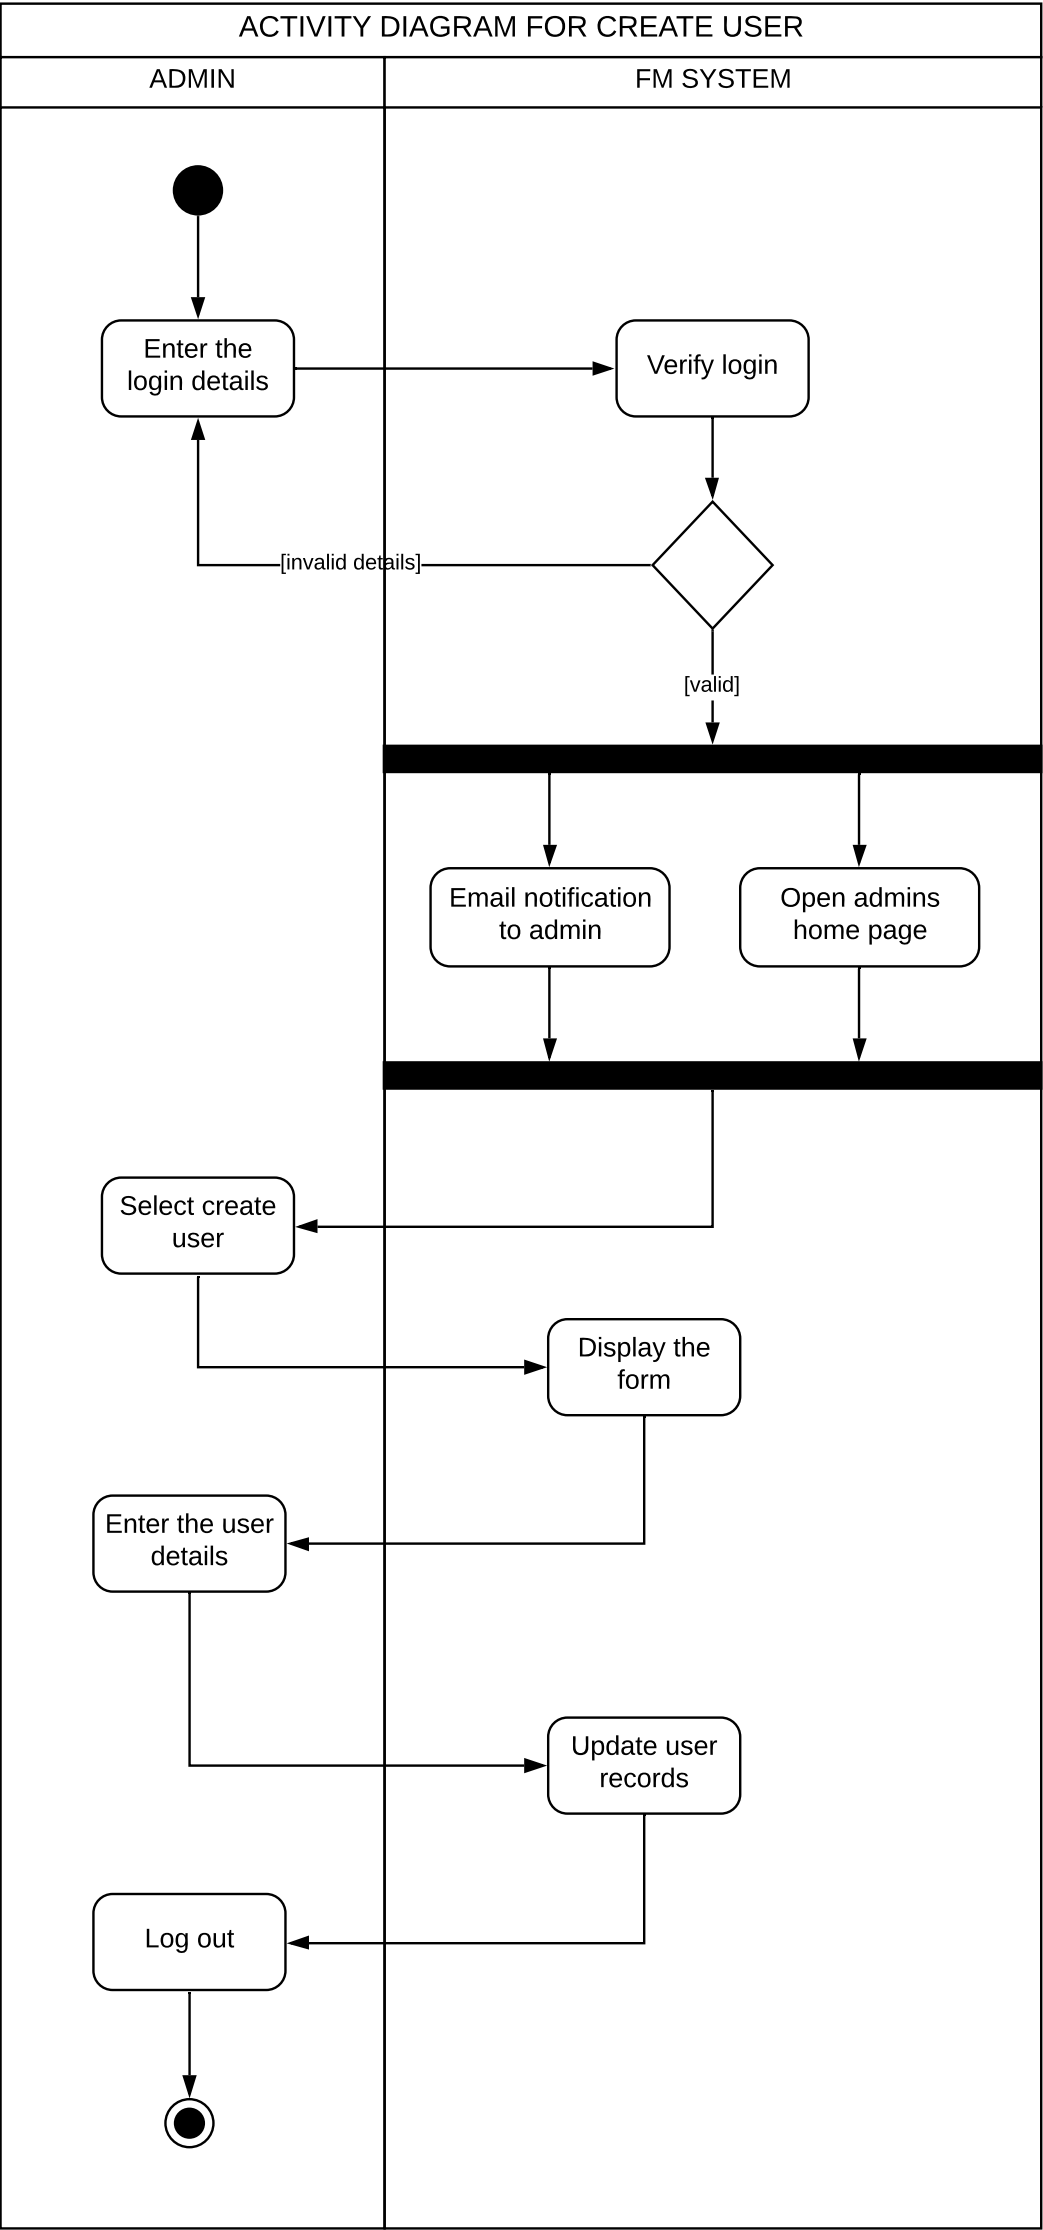 ACTIVITY DIAGRAM FOR CREATE USER
ADMIN
FM SYSTEM
Enter the
login details
Verify login
[invalid details]
[valid]
Email notification
to admin
Open admins
home page
Select create
user
Display the
form
Enter the user
details
Update user
records
Log out